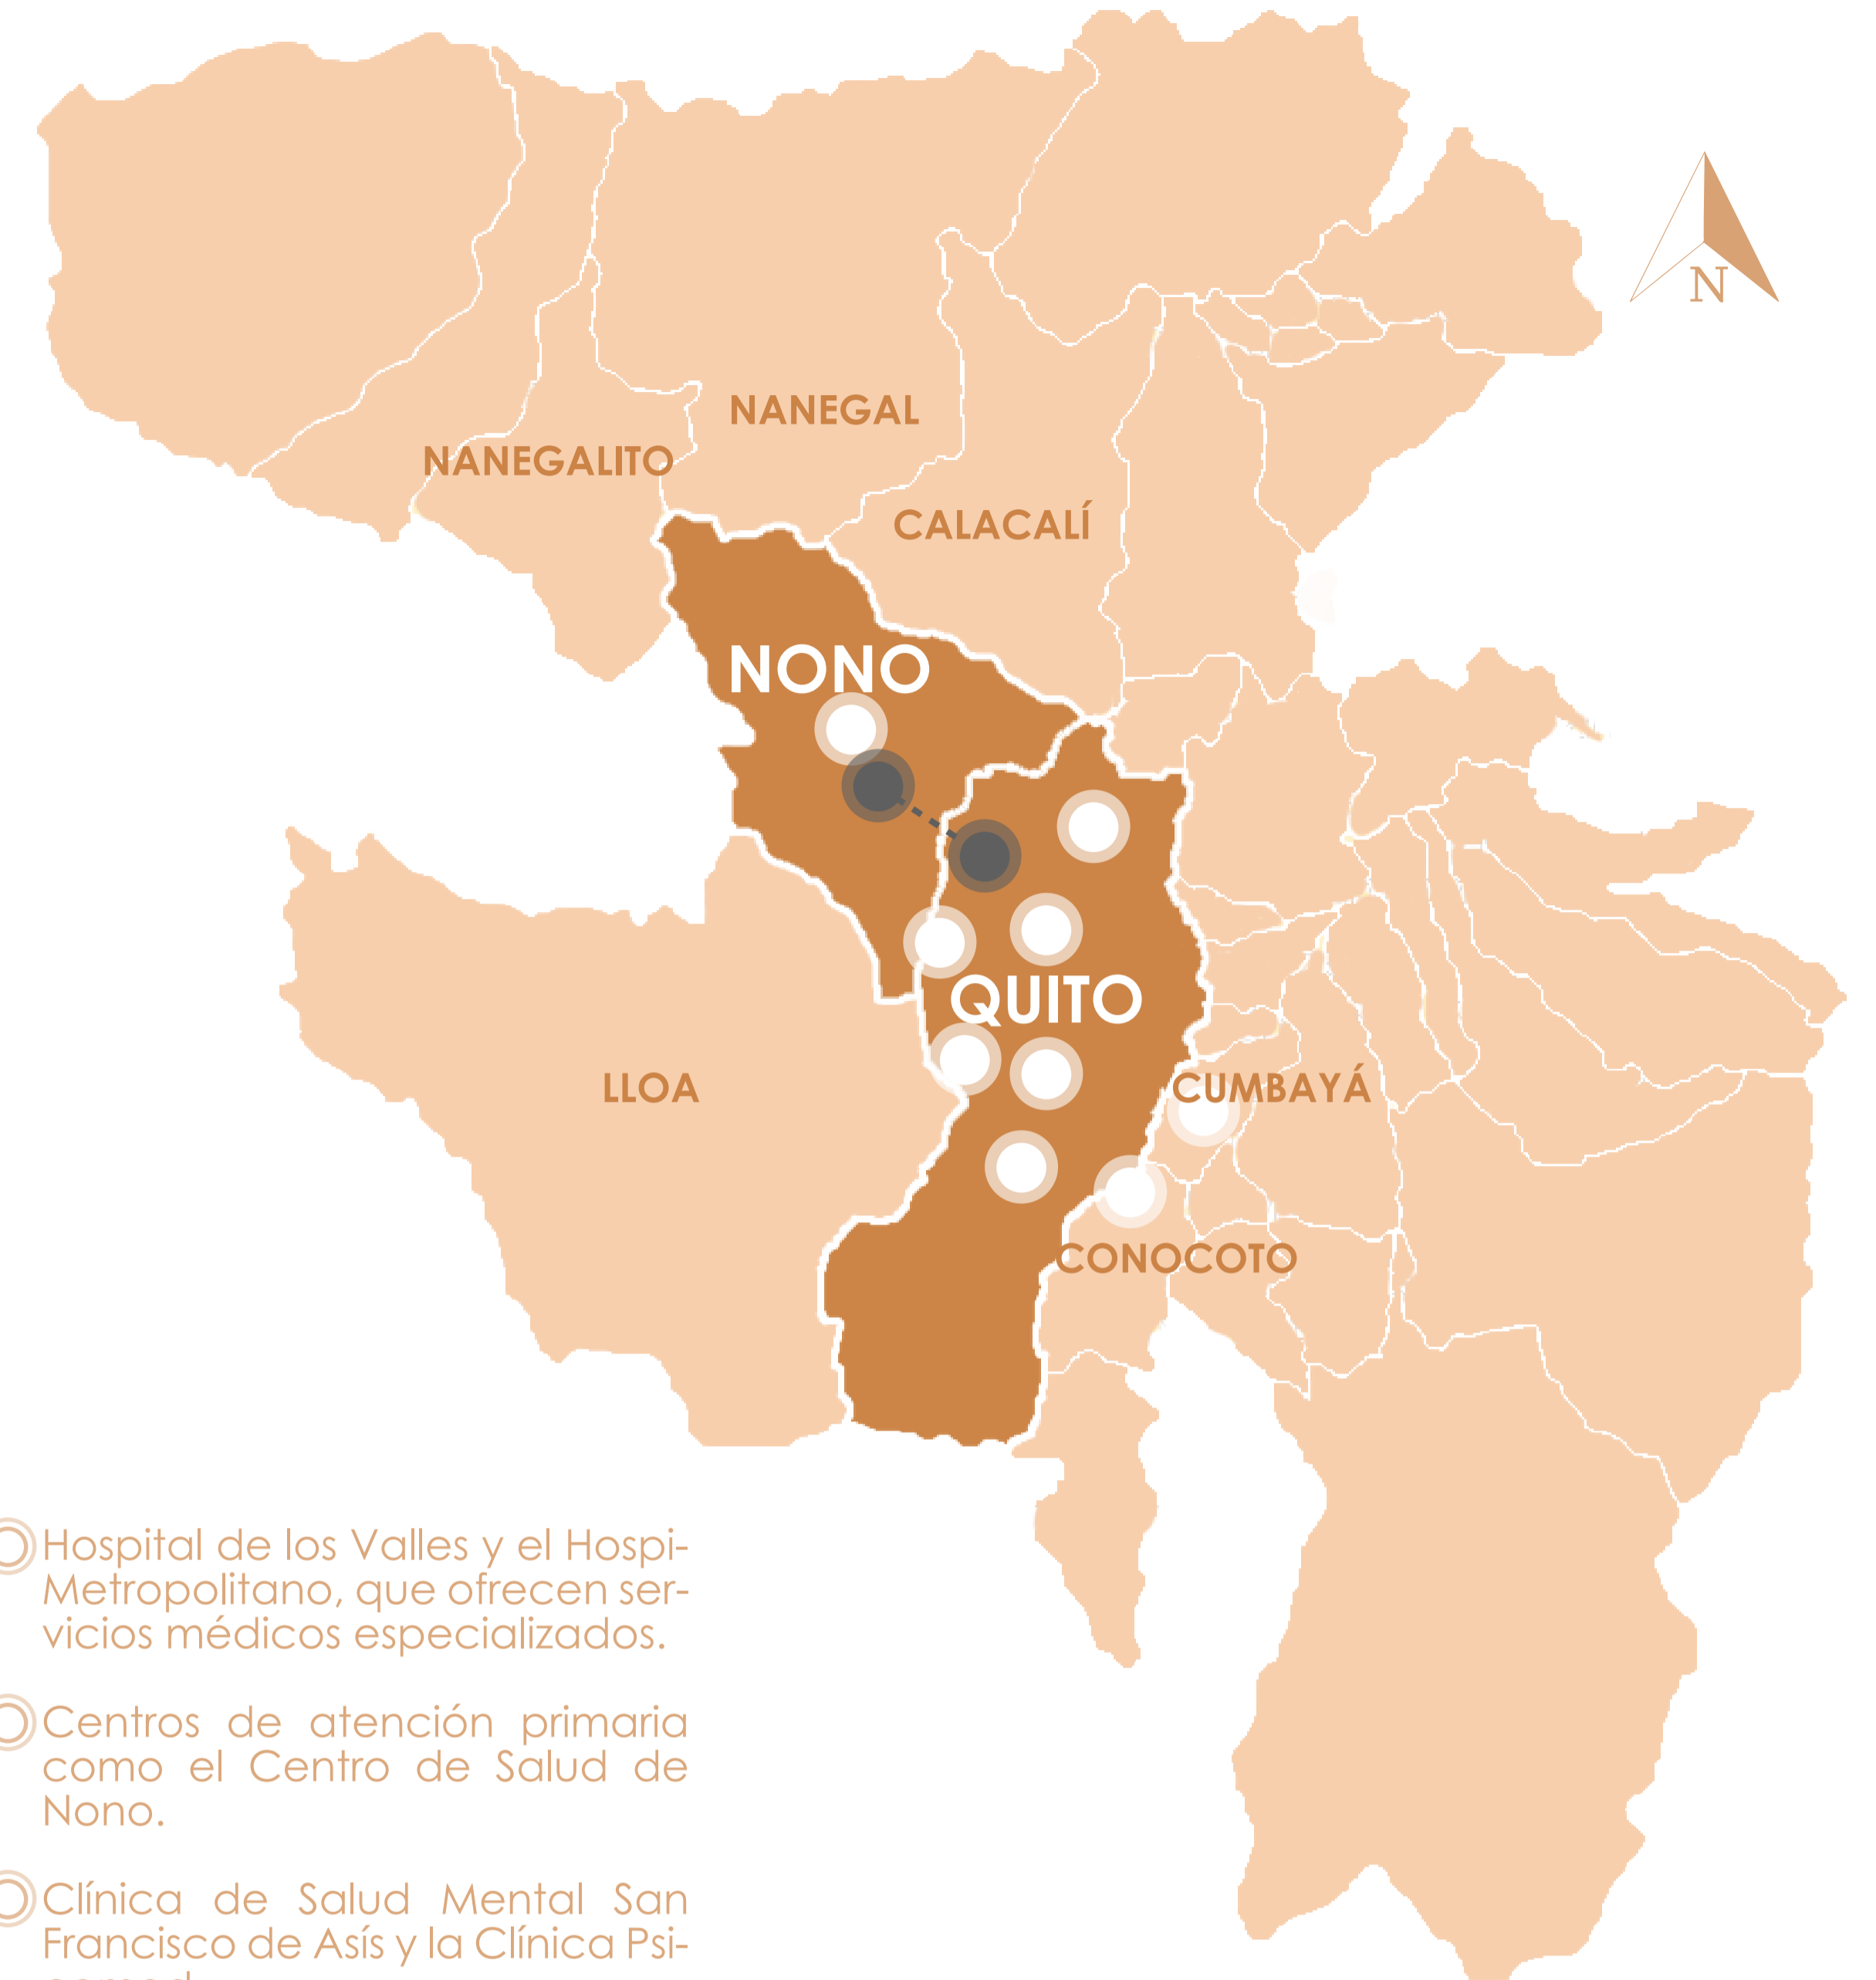 N
NANEGAL
NANEGALITO
CALACALÍ
NONO
QUITO
LLOA
CUMBAYÁ
CONOCOTO
Hospital de los Valles y el Hospi-
Metropolitano, que ofrecen ser-
vicios médicos especializados.
Centros de atención primaria
como el Centro de Salud de
Nono.
Clínica de Salud Mental San
Francisco de Asís y la Clínica Psi-